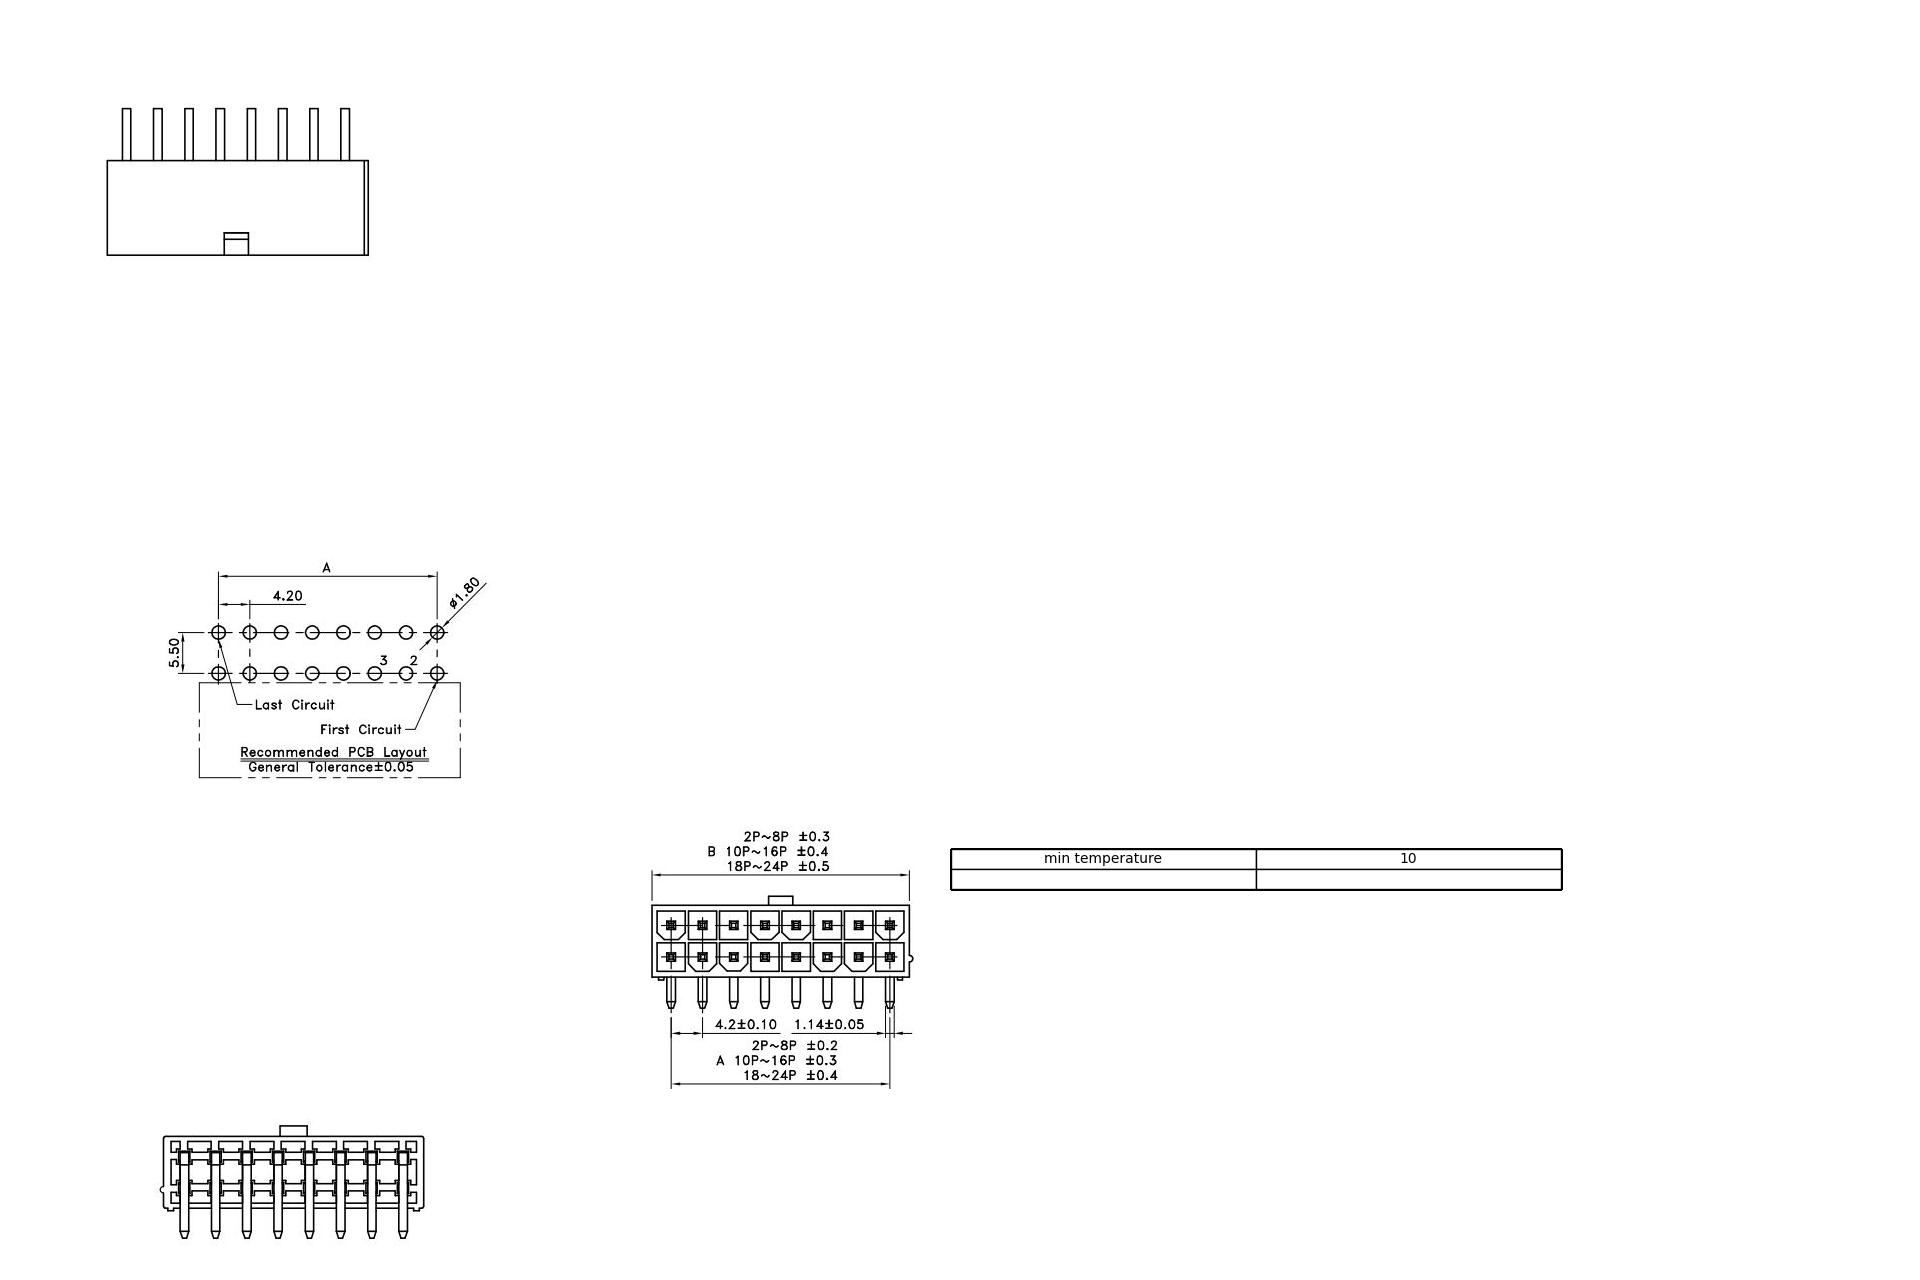 A
4.20
ø1.80
5.50
3 2
Last Circuit
First Circuit
Recommended PCB Layout
General Tolerance±0.05
2P~8P ±0.3
B 10P~16P ±0.4
18P~24P ±0.5
min temperature 10
4.2±0.10 1.14±0.05
2P~8P ±0.2
A 10P~16P ±0.3
18~24P ±0.4